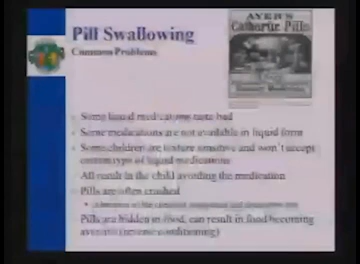 Pill Swallowing
Common Problems
AYER'S
Cathartic Pills
Some liquid medications taste bad
Some medications are not available in liquid form
Some children are texture sensitive and won't accept
certain type of liquid medications
All result in the child avoiding the medication
Pills are often crushed
Pills are hidden in food, can result in food becoming
aversive (reverse conditioning)